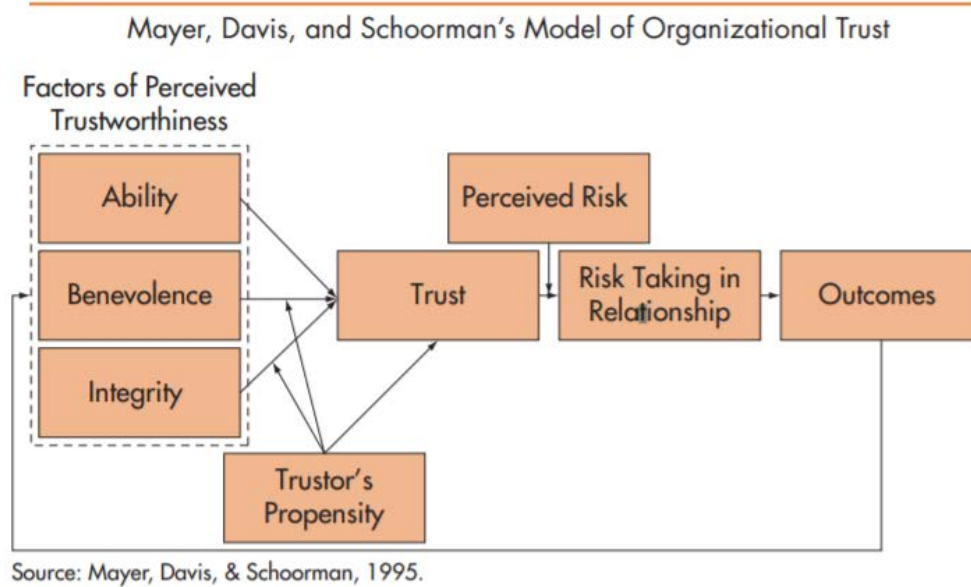 Mayer, Davis, and Schoorman's Model of Organizational Trust
Factors of Perceived
Trustworthiness
Ability
Perceived Risk
Benevolence
Trust
Risk Taking in
Relationship
Outcomes
Integrity
Trustor's
Propensity
Source: Mayer, Davis, & Schoorman, 1995.